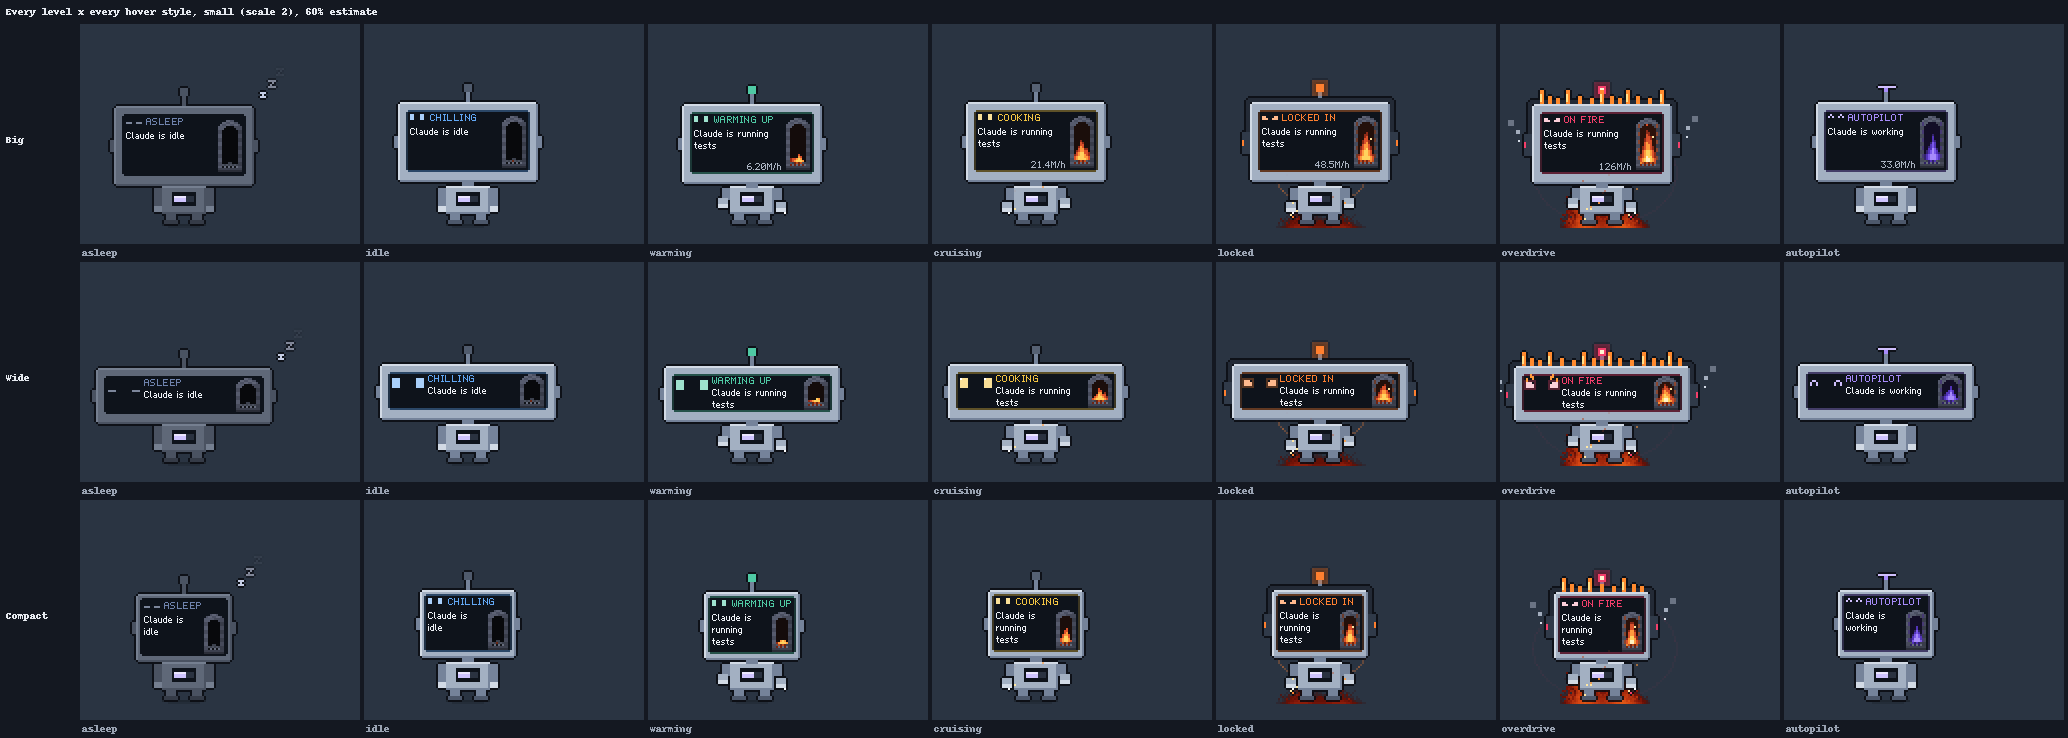 Every level x every hover style, small (scale 2), 60% estimate
Big
ASLEEP
Claude is idle
CHILLING
Claude is idle
WARMING UP
Claude is running
tests
6.20M/h
COOKING
Claude is running
tests
21.4M/h
LOCKED IN
Claude is running
tests
48.5M/h
ON FIRE
Claude is running
tests
126M/h
AUTOPILOT
Claude is working
33.0M/h
asleep
idle
warming
cruising
locked
overdrive
autopilot
Wide
ASLEEP
Claude is idle
CHILLING
Claude is idle
WARMING UP
Claude is running
tests
COOKING
Claude is running
tests
LOCKED IN
Claude is running
tests
ON FIRE
Claude is running
tests
AUTOPILOT
Claude is working
asleep
idle
warming
cruising
locked
overdrive
autopilot
Compact
z z z
ASLEEP
Claude is
idle
CHILLING
Claude is
idle
WARMING UP
Claude is
running
tests
COOKING
Claude is
running
tests
LOCKED IN
Claude is
running
tests
ON FIRE
Claude is
running
tests
AUTOPILOT
Claude is
working
asleep
idle
warming
cruising
locked
overdrive
autopilot